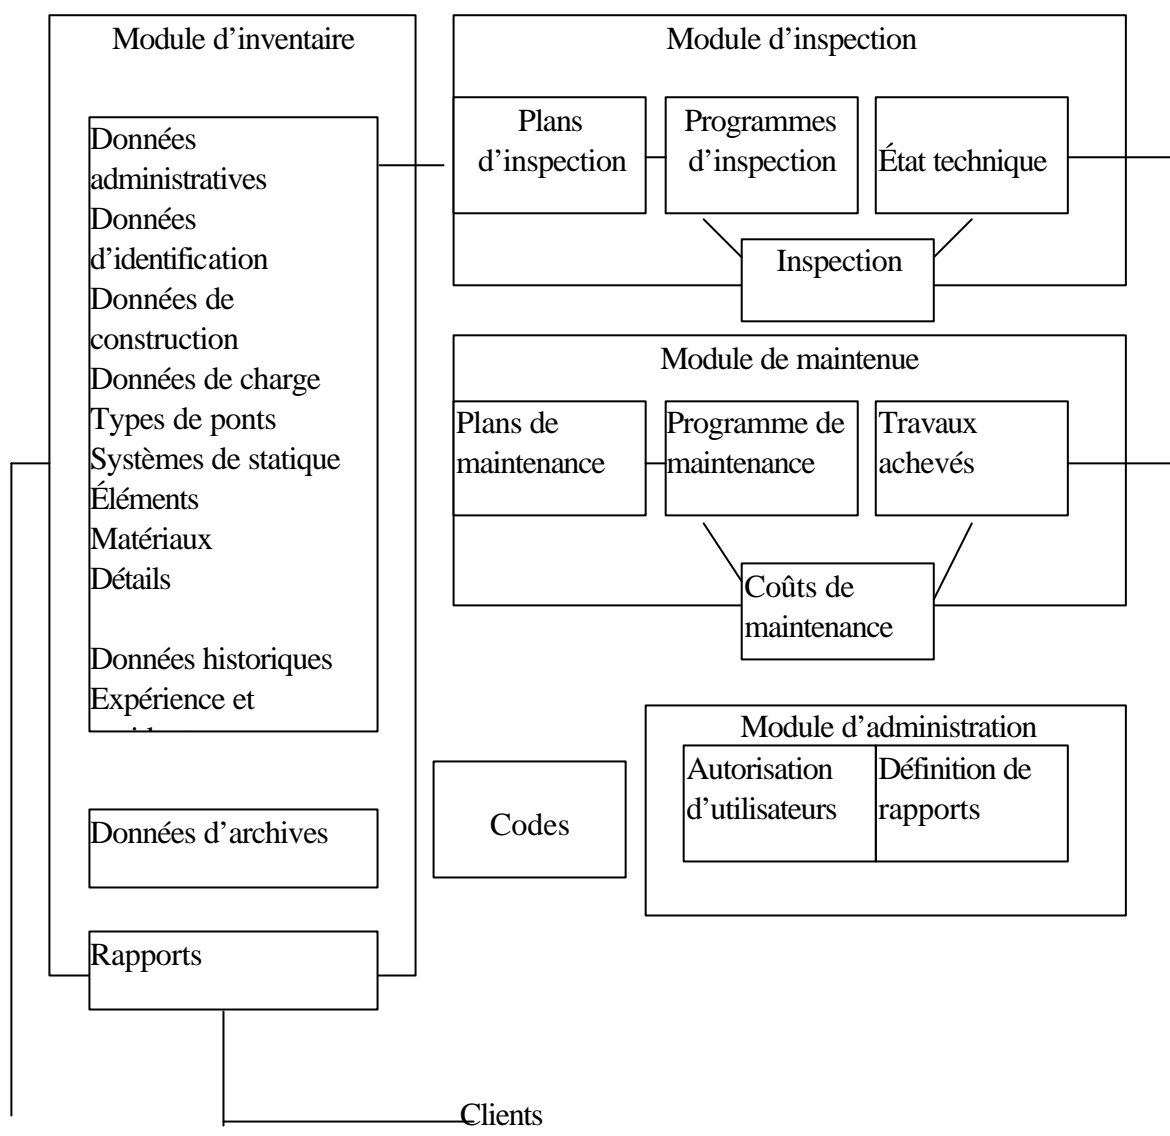 Module d’inventaire
Données
administratives
Données
d’identification
Données de
construction
Données de charge
Types de ponts
Systèmes de statique
Éléments
Matériaux
Détails
Données historiques
Expérience et
Données d’archives
Rapports
Module d’inspection
Plans
d’inspection
Programmes
d’inspection
État technique
Inspection
Module de maintenue
Plans de
maintenance
Programme de
maintenance
Travaux
achevés
Coûts de
maintenance
Codes
Module d’administration
Autorisation
d’utilisateurs
Définition de
rapports
Clients